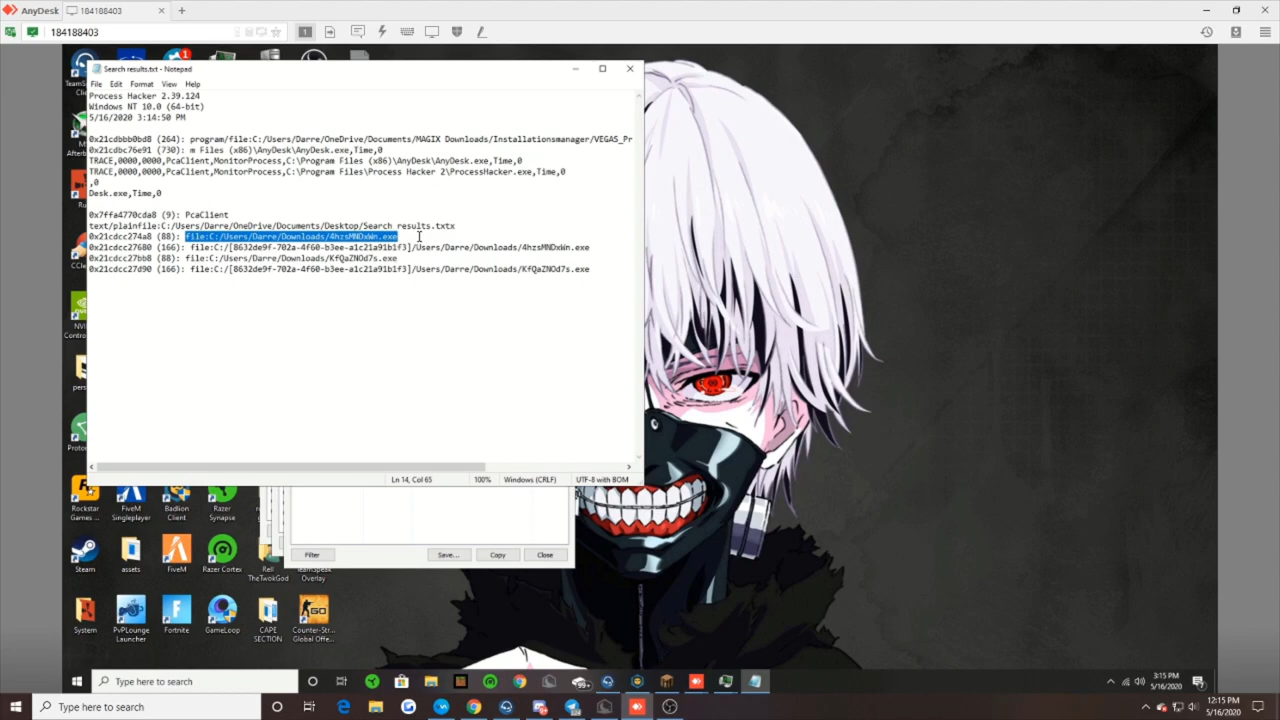 AnyDesk
184188403
184188403
1
Search results.txt - Notepad
File Edit Format View Help
Process Hacker 2.39.124
Windows NT 10.0 (64-bit)
5/16/2020 3:14:50 PM
0x21cdbbb0bd8 (264): program/file:C:/Users/Darre/OneDrive/Documents/MAGIX Downloads/Installationsmanager/VEGAS_Pr
0x21cdbc76e91 (730): m Files (x86)\AnyDesk\AnyDesk.exe,Time,0
TRACE,0000,0000,PcaClient,MonitorProcess,C:\Program Files (x86)\AnyDesk\AnyDesk.exe,Time,0
TRACE,0000,0000,PcaClient,MonitorProcess,C:\Program Files\Process Hacker 2\ProcessHacker.exe,Time,0
,0
Desk.exe,Time,0
0x7ffa4770cda8 (9): PcaClient
text/plainfile:C:/Users/Darre/OneDrive/Documents/Desktop/Search results.txtx
0x21cdcc274a8 (88): file:C:/Users/Darre/Downloads/4hzsMNDxWn.exe
0x21cdcc27680 (166): file:C:/[8632de9f-702a-4f60-b3ee-a1c21a91b1f3]/Users/Darre/Downloads/4hzsMNDxWn.exe
0x21cdcc27bb8 (88): file:C:/Users/Darre/Downloads/KfQaZNOd7s.exe
0x21cdcc27d90 (166): file:C:/[8632de9f-702a-4f60-b3ee-a1c21a91b1f3]/Users/Darre/Downloads/KfQaZNOd7s.exe
Ln 14, Col 65 100% Windows (CRLF) UTF-8 with BOM
Filter Save... Copy Close
Rockstar Games ...
FiveM Singleplayer
Badlion Client
Razer Synapse
Steam
assets
FiveM
Razer Cortex
Rell TheTwokGod
TeamSpeak Overlay
System
PvPLounge Launcher
Fortnite
GameLoop
CAPE SECTION
Counter-Str... Global Offe...
Type here to search
99+
3:15 PM
5/16/2020
Type here to search
12:15 PM
5/16/2020